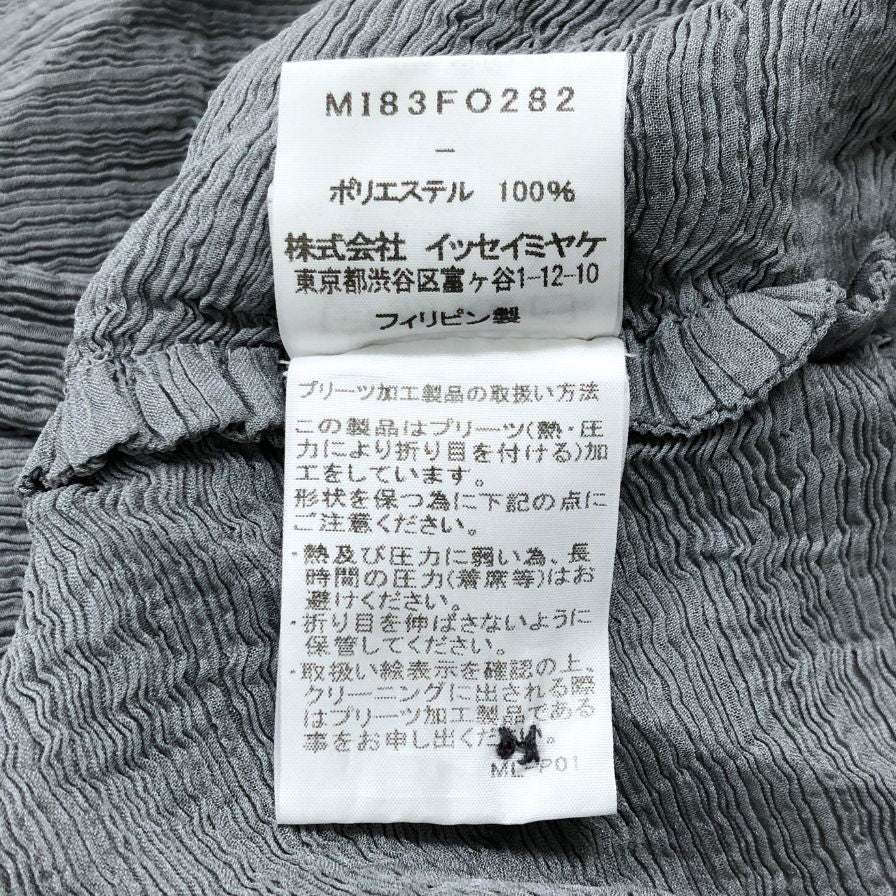 MI83FO282
-
ポリエステル 100%
株式会社 イッセイミヤケ
東京都渋谷区富ヶ谷1-12-10
フィリピン製
プリーツ加工製品の取扱い方法
この製品はプリーツ(熱・圧
力により折り目を付ける)加
工をしています。
形状を保つ為に下記の点に
ご注意ください。
・熱及び圧力に弱い為、長
時間の圧力(着席等)はお
避けください。
・折り目を伸ばさないように
保管してください。
・取扱い絵表示を確認の上、
クリーニングに出される際
はプリーツ加工製品である
事をお申し出くだ
P01